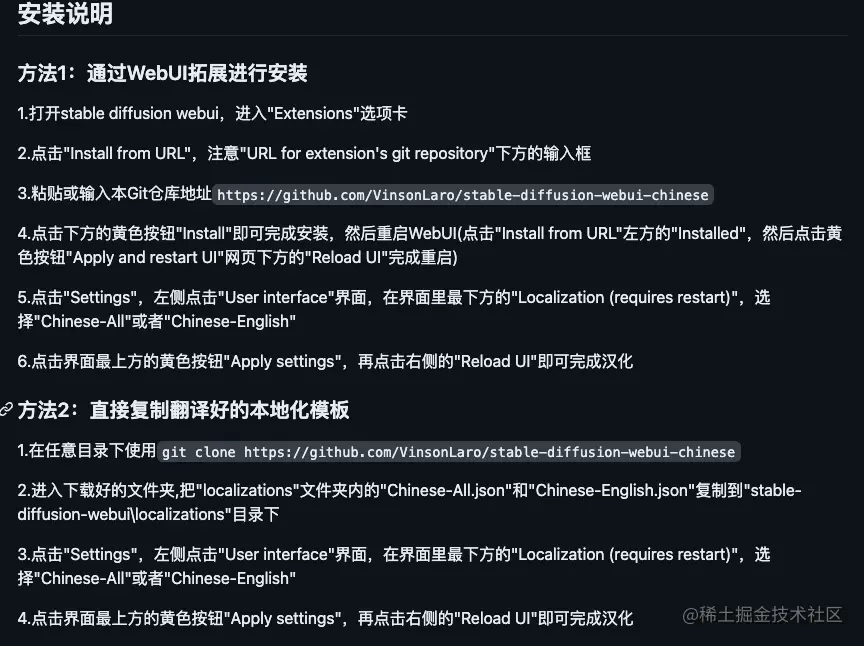 安装说明
方法1：通过WebUI拓展进行安装
1.打开stable diffusion webui，进入"Extensions"选项卡
2.点击"Install from URL"，注意"URL for extension's git repository"下方的输入框
3.粘贴或输入本Git仓库地址https://github.com/VinsonLaro/stable-diffusion-webui-chinese
4.点击下方的黄色按钮"Install"即可完成安装，然后重启WebUI(点击"Install from URL"左方的"Installed"，然后点击黄
色按钮"Apply and restart UI"网页下方的"Reload UI"完成重启)
5.点击"Settings"，左侧点击"User interface"界面，在界面里最下方的"Localization (requires restart)"，选
择"Chinese-All"或者"Chinese-English"
6.点击界面最上方的黄色按钮"Apply settings"，再点击右侧的"Reload UI"即可完成汉化
方法2：直接复制翻译好的本地化模板
1.在任意目录下使用git clone https://github.com/VinsonLaro/stable-diffusion-webui-chinese
2.进入下载好的文件夹,把"localizations"文件夹内的"Chinese-All.json"和"Chinese-English.json"复制到"stable-
diffusion-webui\localizations"目录下
3.点击"Settings"，左侧点击"User interface"界面，在界面里最下方的"Localization (requires restart)"，选
择"Chinese-All"或者"Chinese-English"
4.点击界面最上方的黄色按钮"Apply settings"，再点击右侧的"Reload UI"即可完成汉化
@稀土掘金技术社区